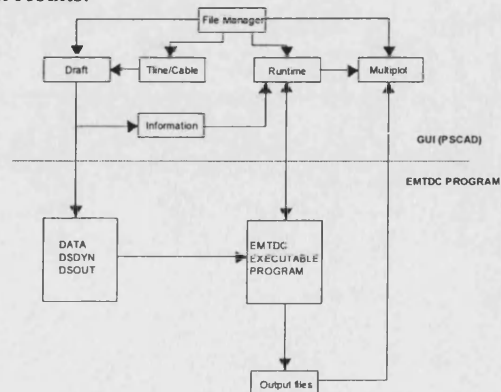 File Manager
Draft
Tline/Cable
Runtime
Multiplot
Information
GUI (PSCAD)
EMTDC PROGRAM
DATA
DSDYN
DSOUT
EMTDC
EXECUTABLE
PROGRAM
Output files